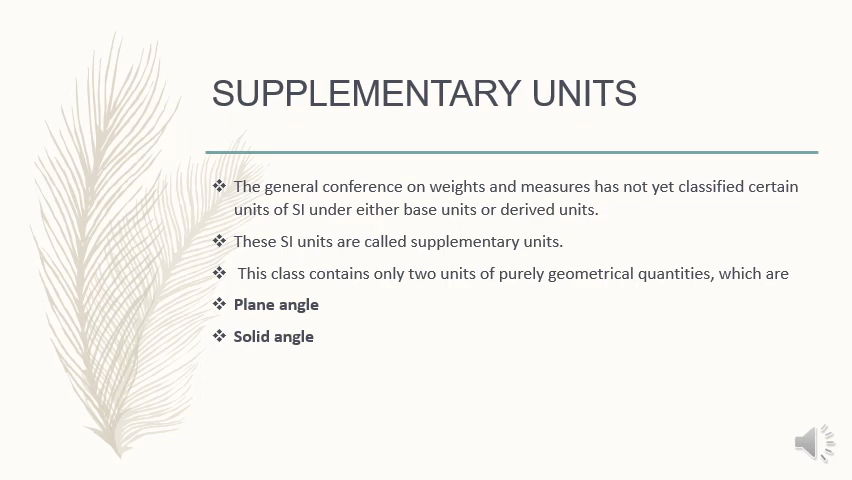 SUPPLEMENTARY UNITS
❖ The general conference on weights and measures has not yet classified certain
units of SI under either base units or derived units.
❖ These SI units are called supplementary units.
❖ This class contains only two units of purely geometrical quantities, which are
❖ Plane angle
❖ Solid angle